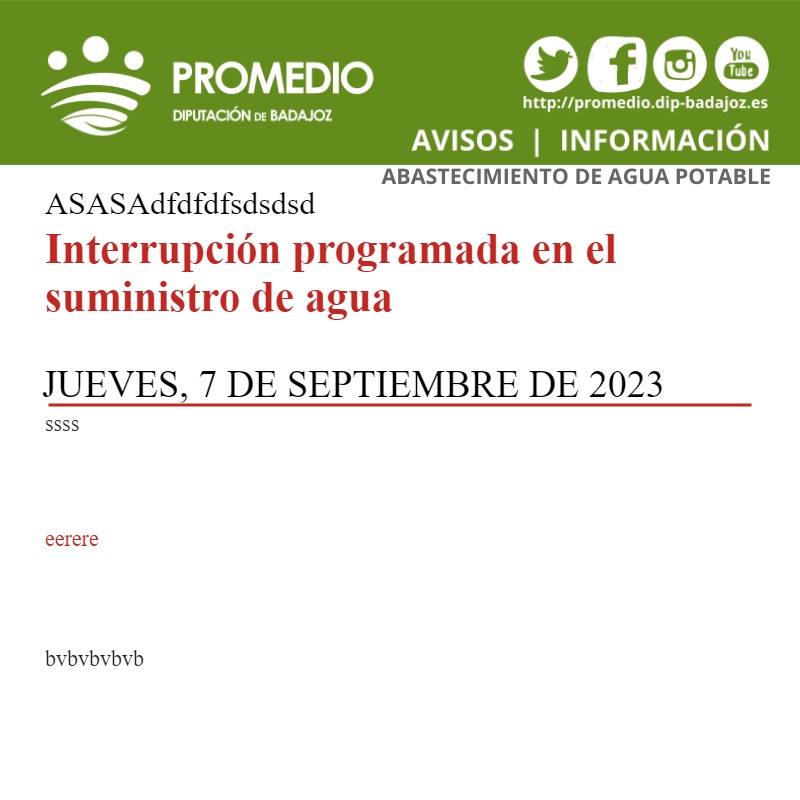 PROMEDIO
DIPUTACIÓN DE BADAJOZ
You
Tube
http://promedio.dip-badajoz.es
AVISOS | INFORMACIÓN
ABASTECIMIENTO DE AGUA POTABLE
ASASAdfdfdfsdsdsd
Interrupción programada en el
suministro de agua
JUEVES, 7 DE SEPTIEMBRE DE 2023
ssss
eerere
bvbvbvbvb